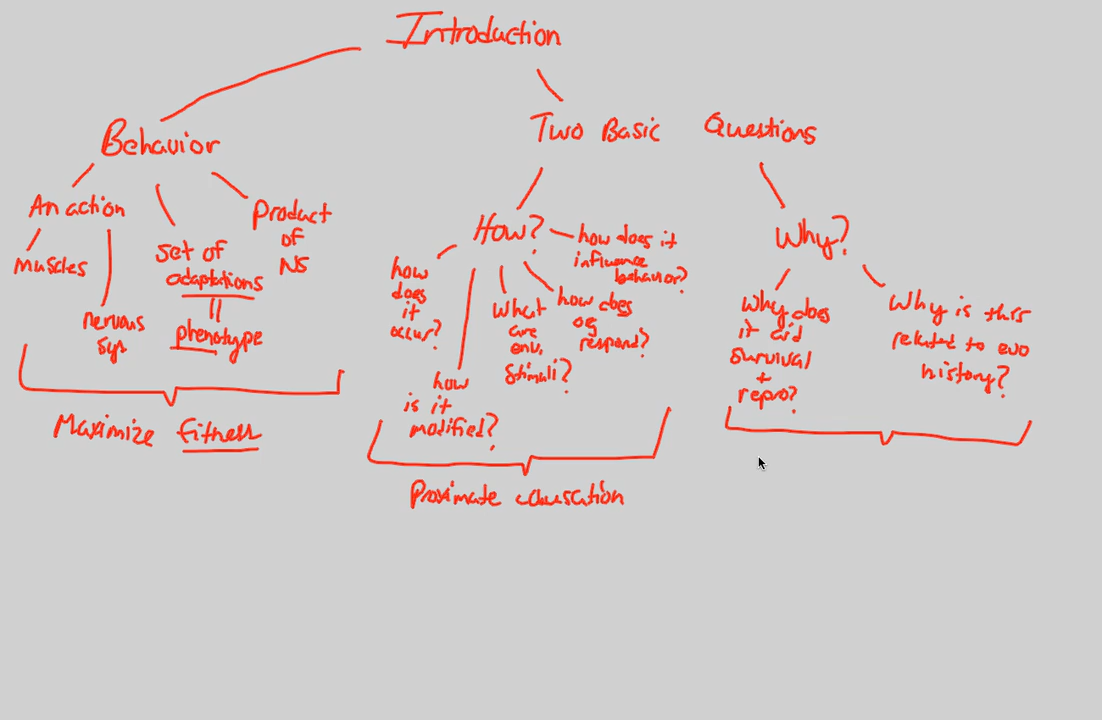 Introduction
Behavior
An action
muscles
nervous
sys
set of
adaptations
||
phenotype
Product
of
NS
Maximize fitness
Two Basic Questions
How?
how
does
it
occur?
how
is it
modified?
What
are
env.
stimuli?
how does
org
respond?
how does it
influence
behavior?
Proximate causation
Why?
Why does
it aid
survival
+
repro?
Why is this
related to evo
history?